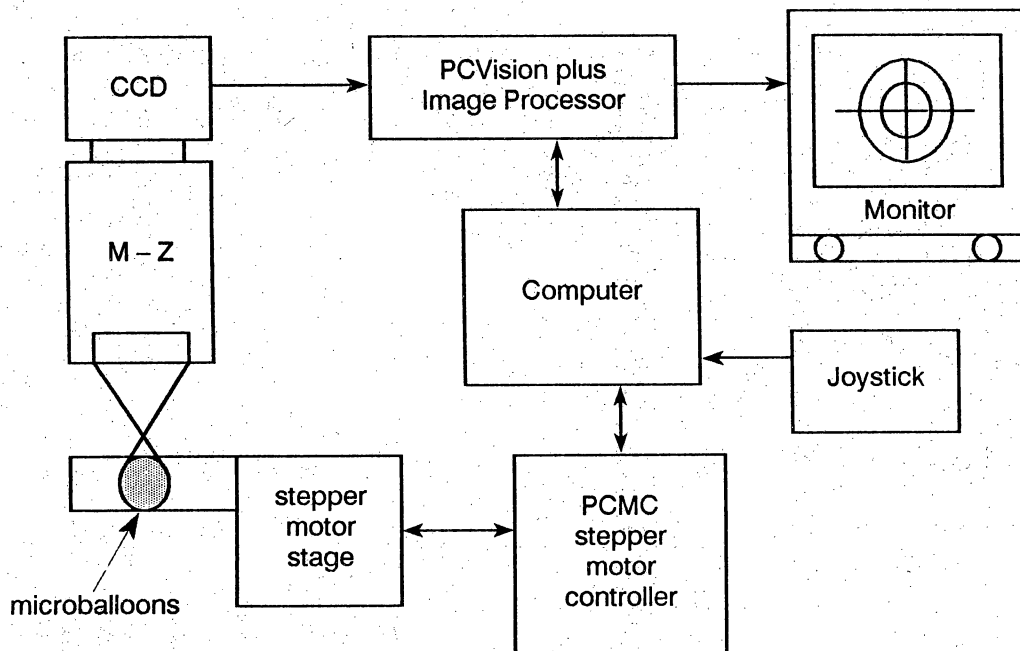 CCD
PCVision plus
Image Processor
Monitor
M – Z
Computer
Joystick
stepper
motor
stage
PCMC
stepper
motor
controller
microballoons